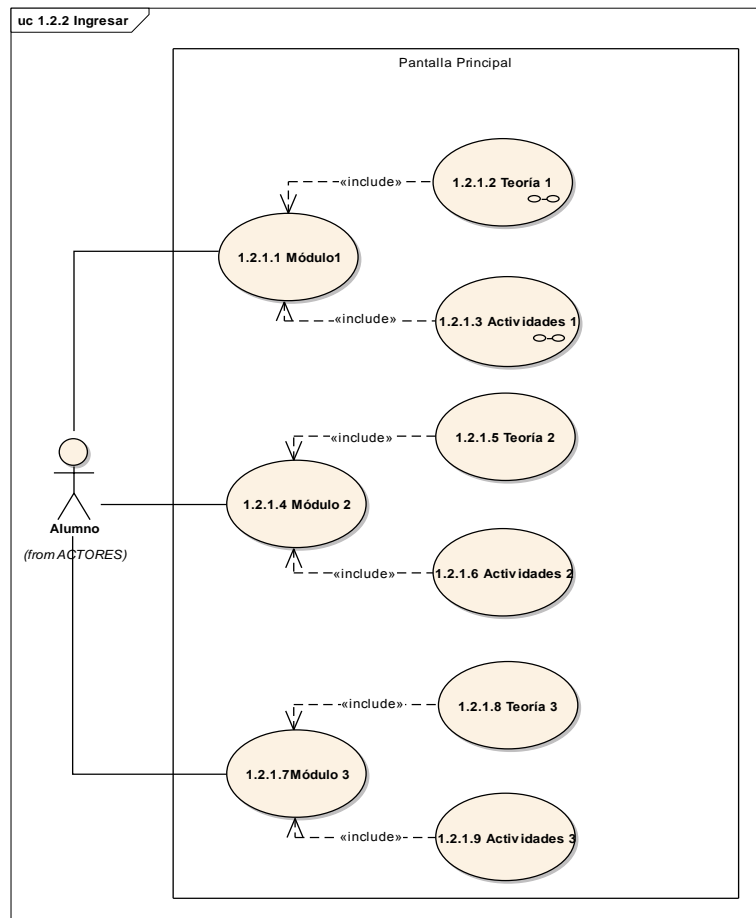 uc 1.2.2 Ingresar
Pantalla Principal
«include»
1.2.1.2 Teoría 1
1.2.1.1 Módulo1
«include»
1.2.1.3 Actividades 1
«include»
1.2.1.5 Teoría 2
1.2.1.4 Módulo 2
Alumno
(from ACTORES)
«include»
1.2.1.6 Actividades 2
«include»
1.2.1.8 Teoría 3
1.2.1.7Módulo 3
«include»
1.2.1.9 Actividades 3